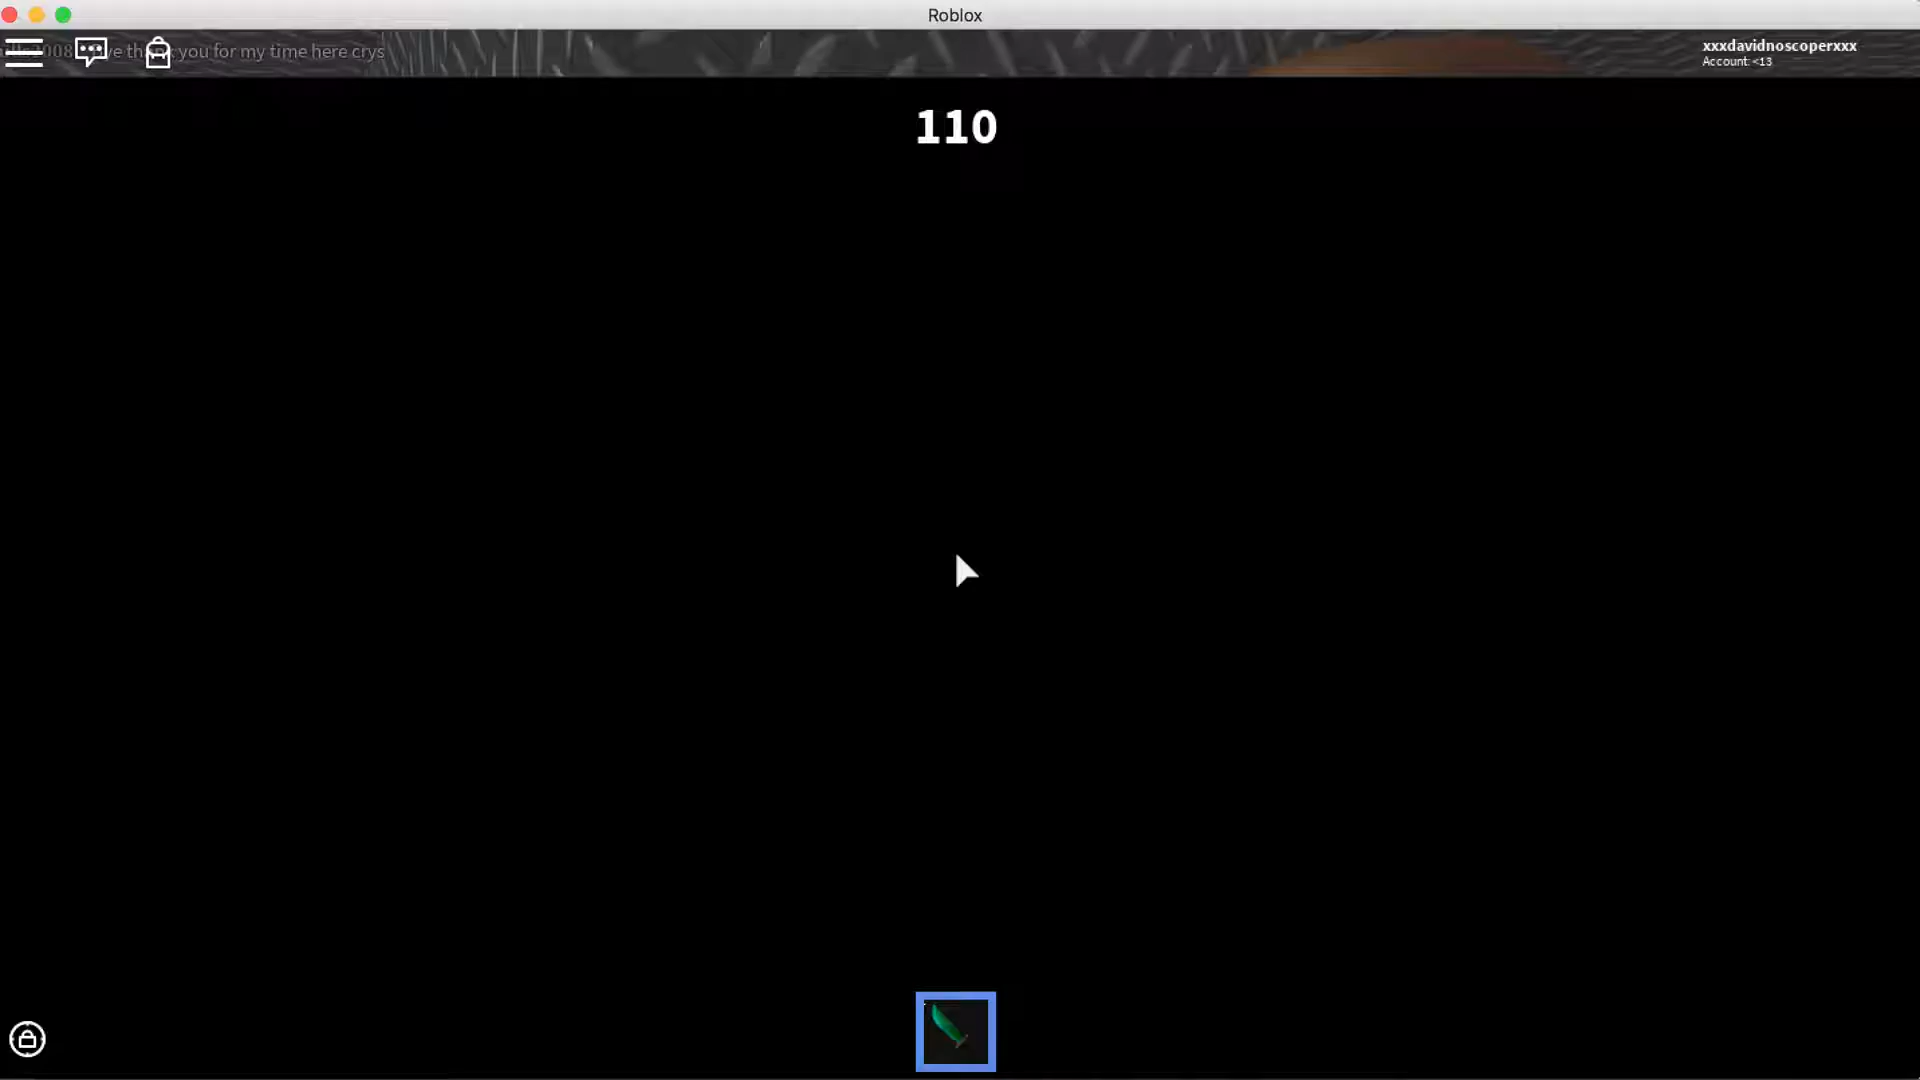 Roblox
you for my time here crys
xxxdavidnoscoperxxx
Account: <13
110